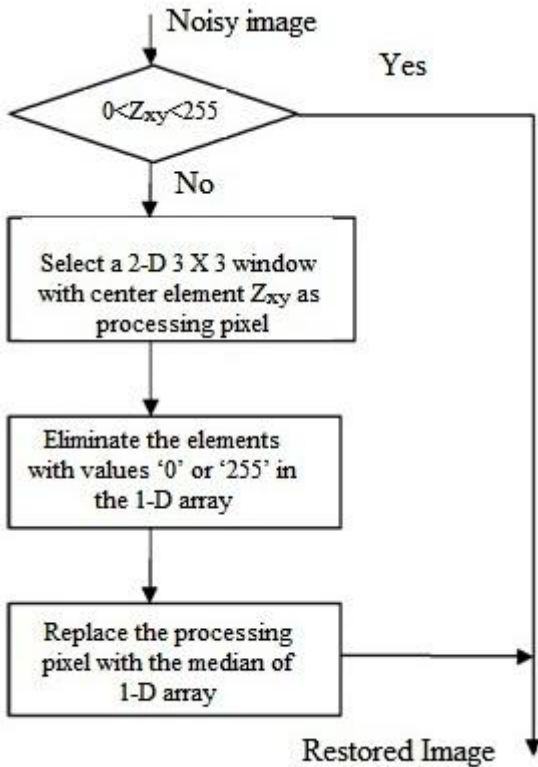 Noisy image
Yes
0<Zxy<255
No
Select a 2-D 3 X 3 window
with center element Zxy as
processing pixel
Eliminate the elements
with values ‘0’ or ‘255’ in
the 1-D array
Replace the processing
pixel with the median of
1-D array
Restored Image